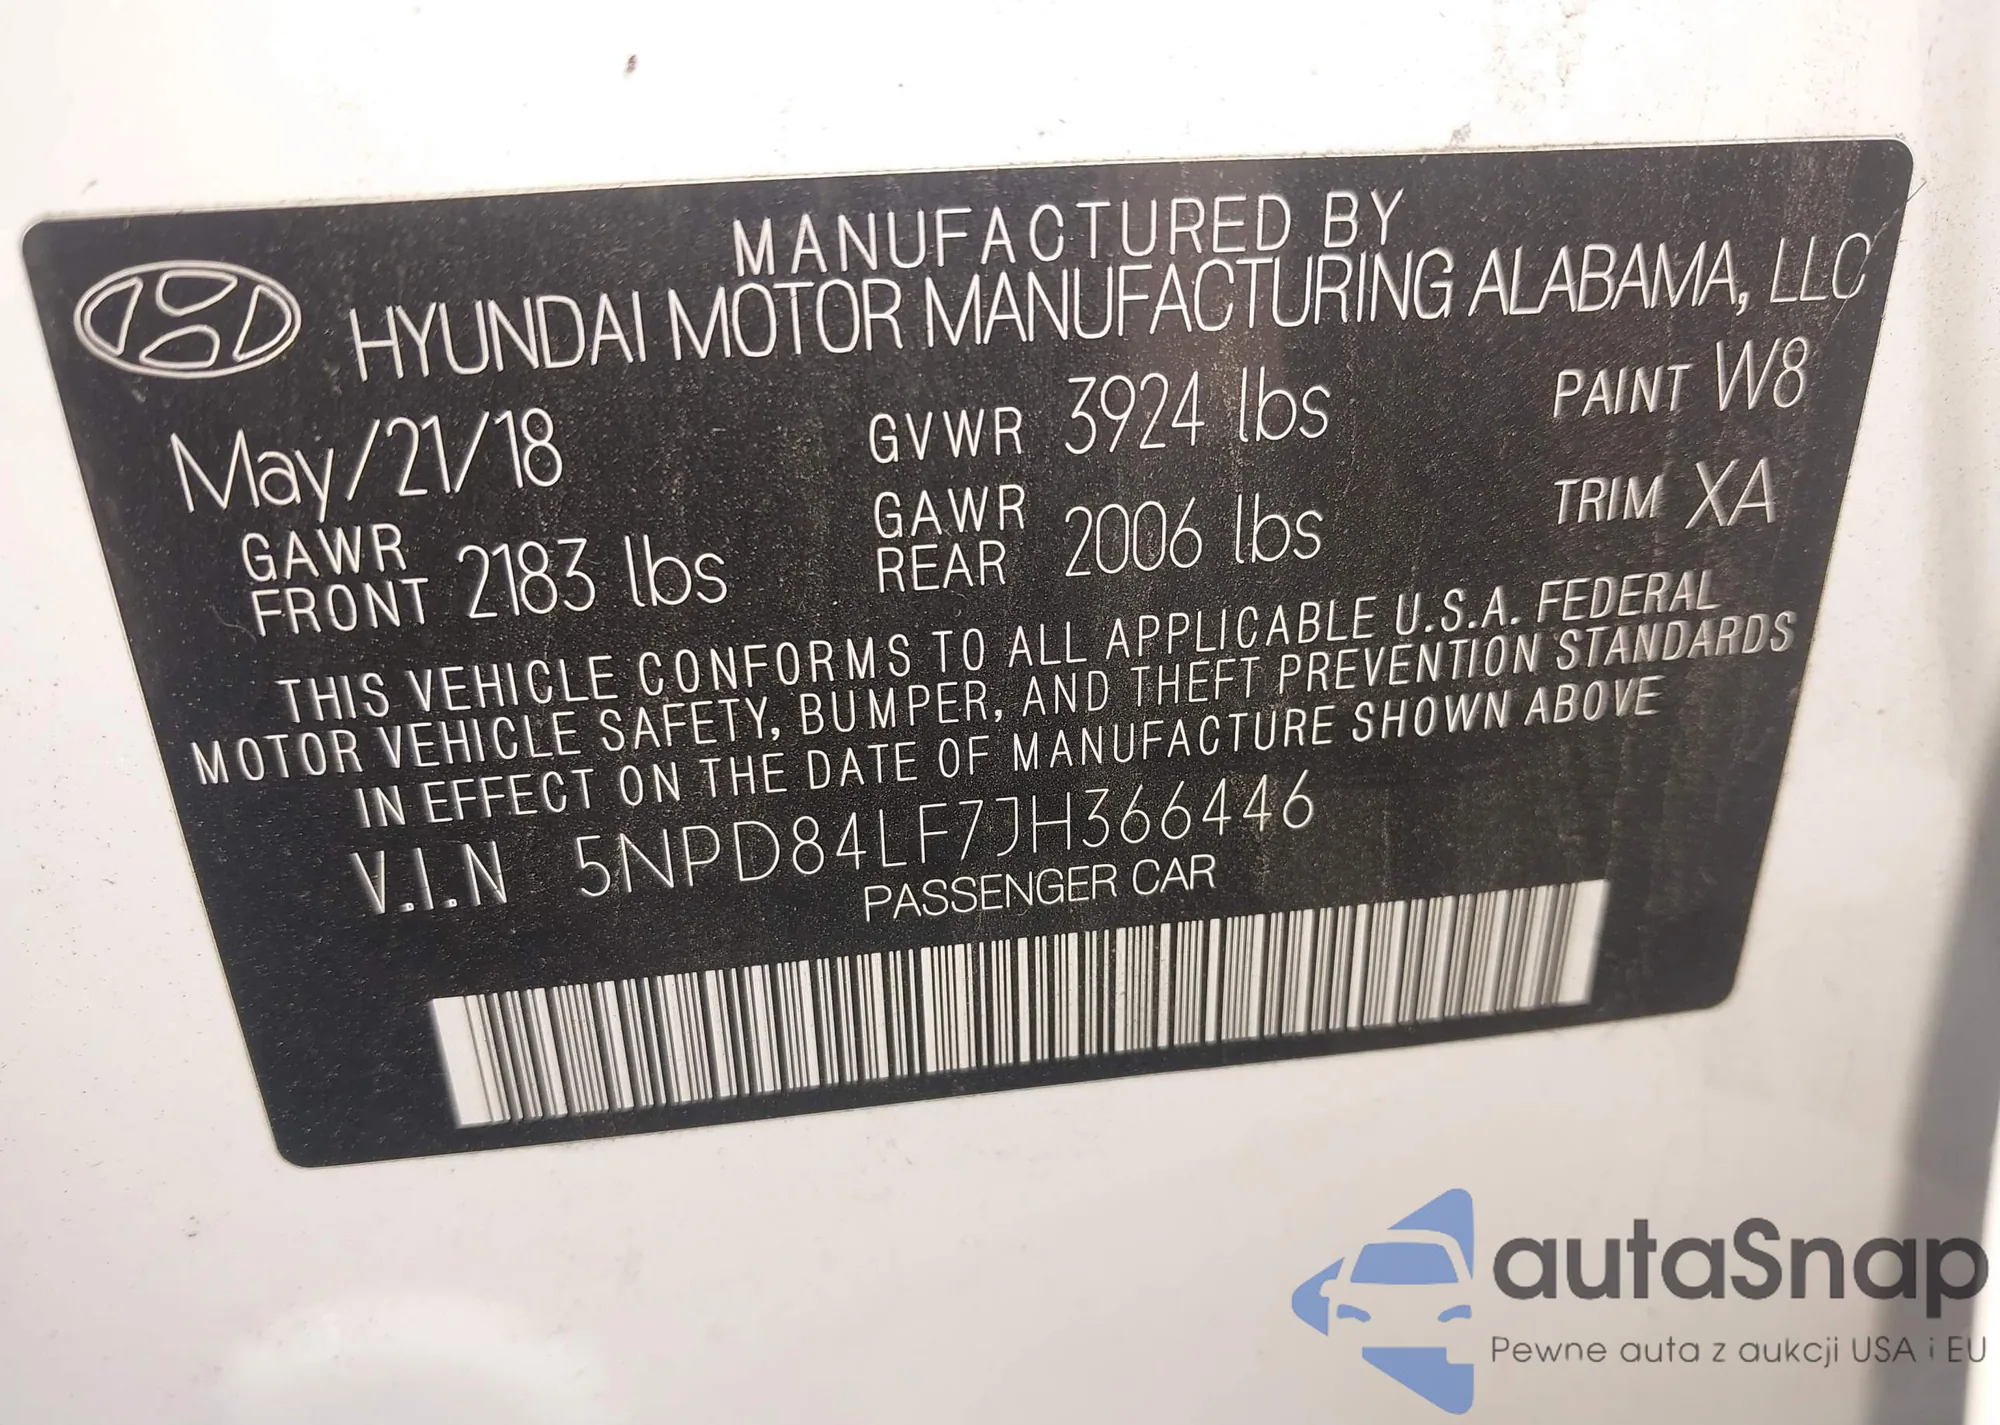 MANUFACTURED BY
HYUNDAI MOTOR MANUFACTURING ALABAMA, LLC
May/21/18 GVWR 3924 lbs PAINT W8
GAWR FRONT 2183 lbs GAWR REAR 2006 lbs TRIM XA
THIS VEHICLE CONFORMS TO ALL APPLICABLE U.S.A. FEDERAL
MOTOR VEHICLE SAFETY, BUMPER, AND THEFT PREVENTION STANDARDS
IN EFFECT ON THE DATE OF MANUFACTURE SHOWN ABOVE
V.I.N 5NPD84LF7JH366446
PASSENGER CAR
autaSnap
Pewne auta z aukcji USA i EU